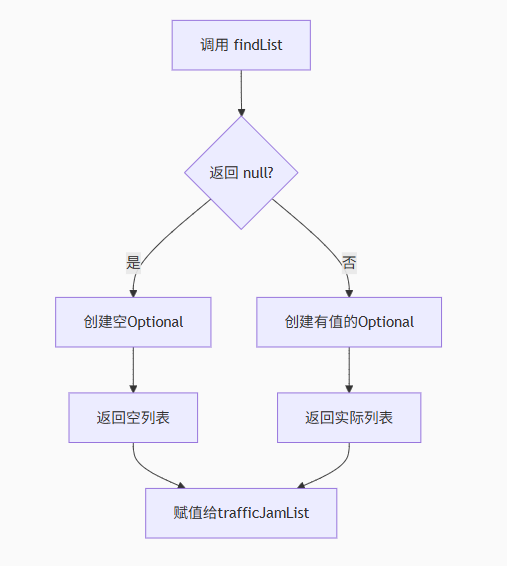 调用 findList
返回 null?
是
否
创建空Optional
创建有值的Optional
返回空列表
返回实际列表
赋值给trafficJamList